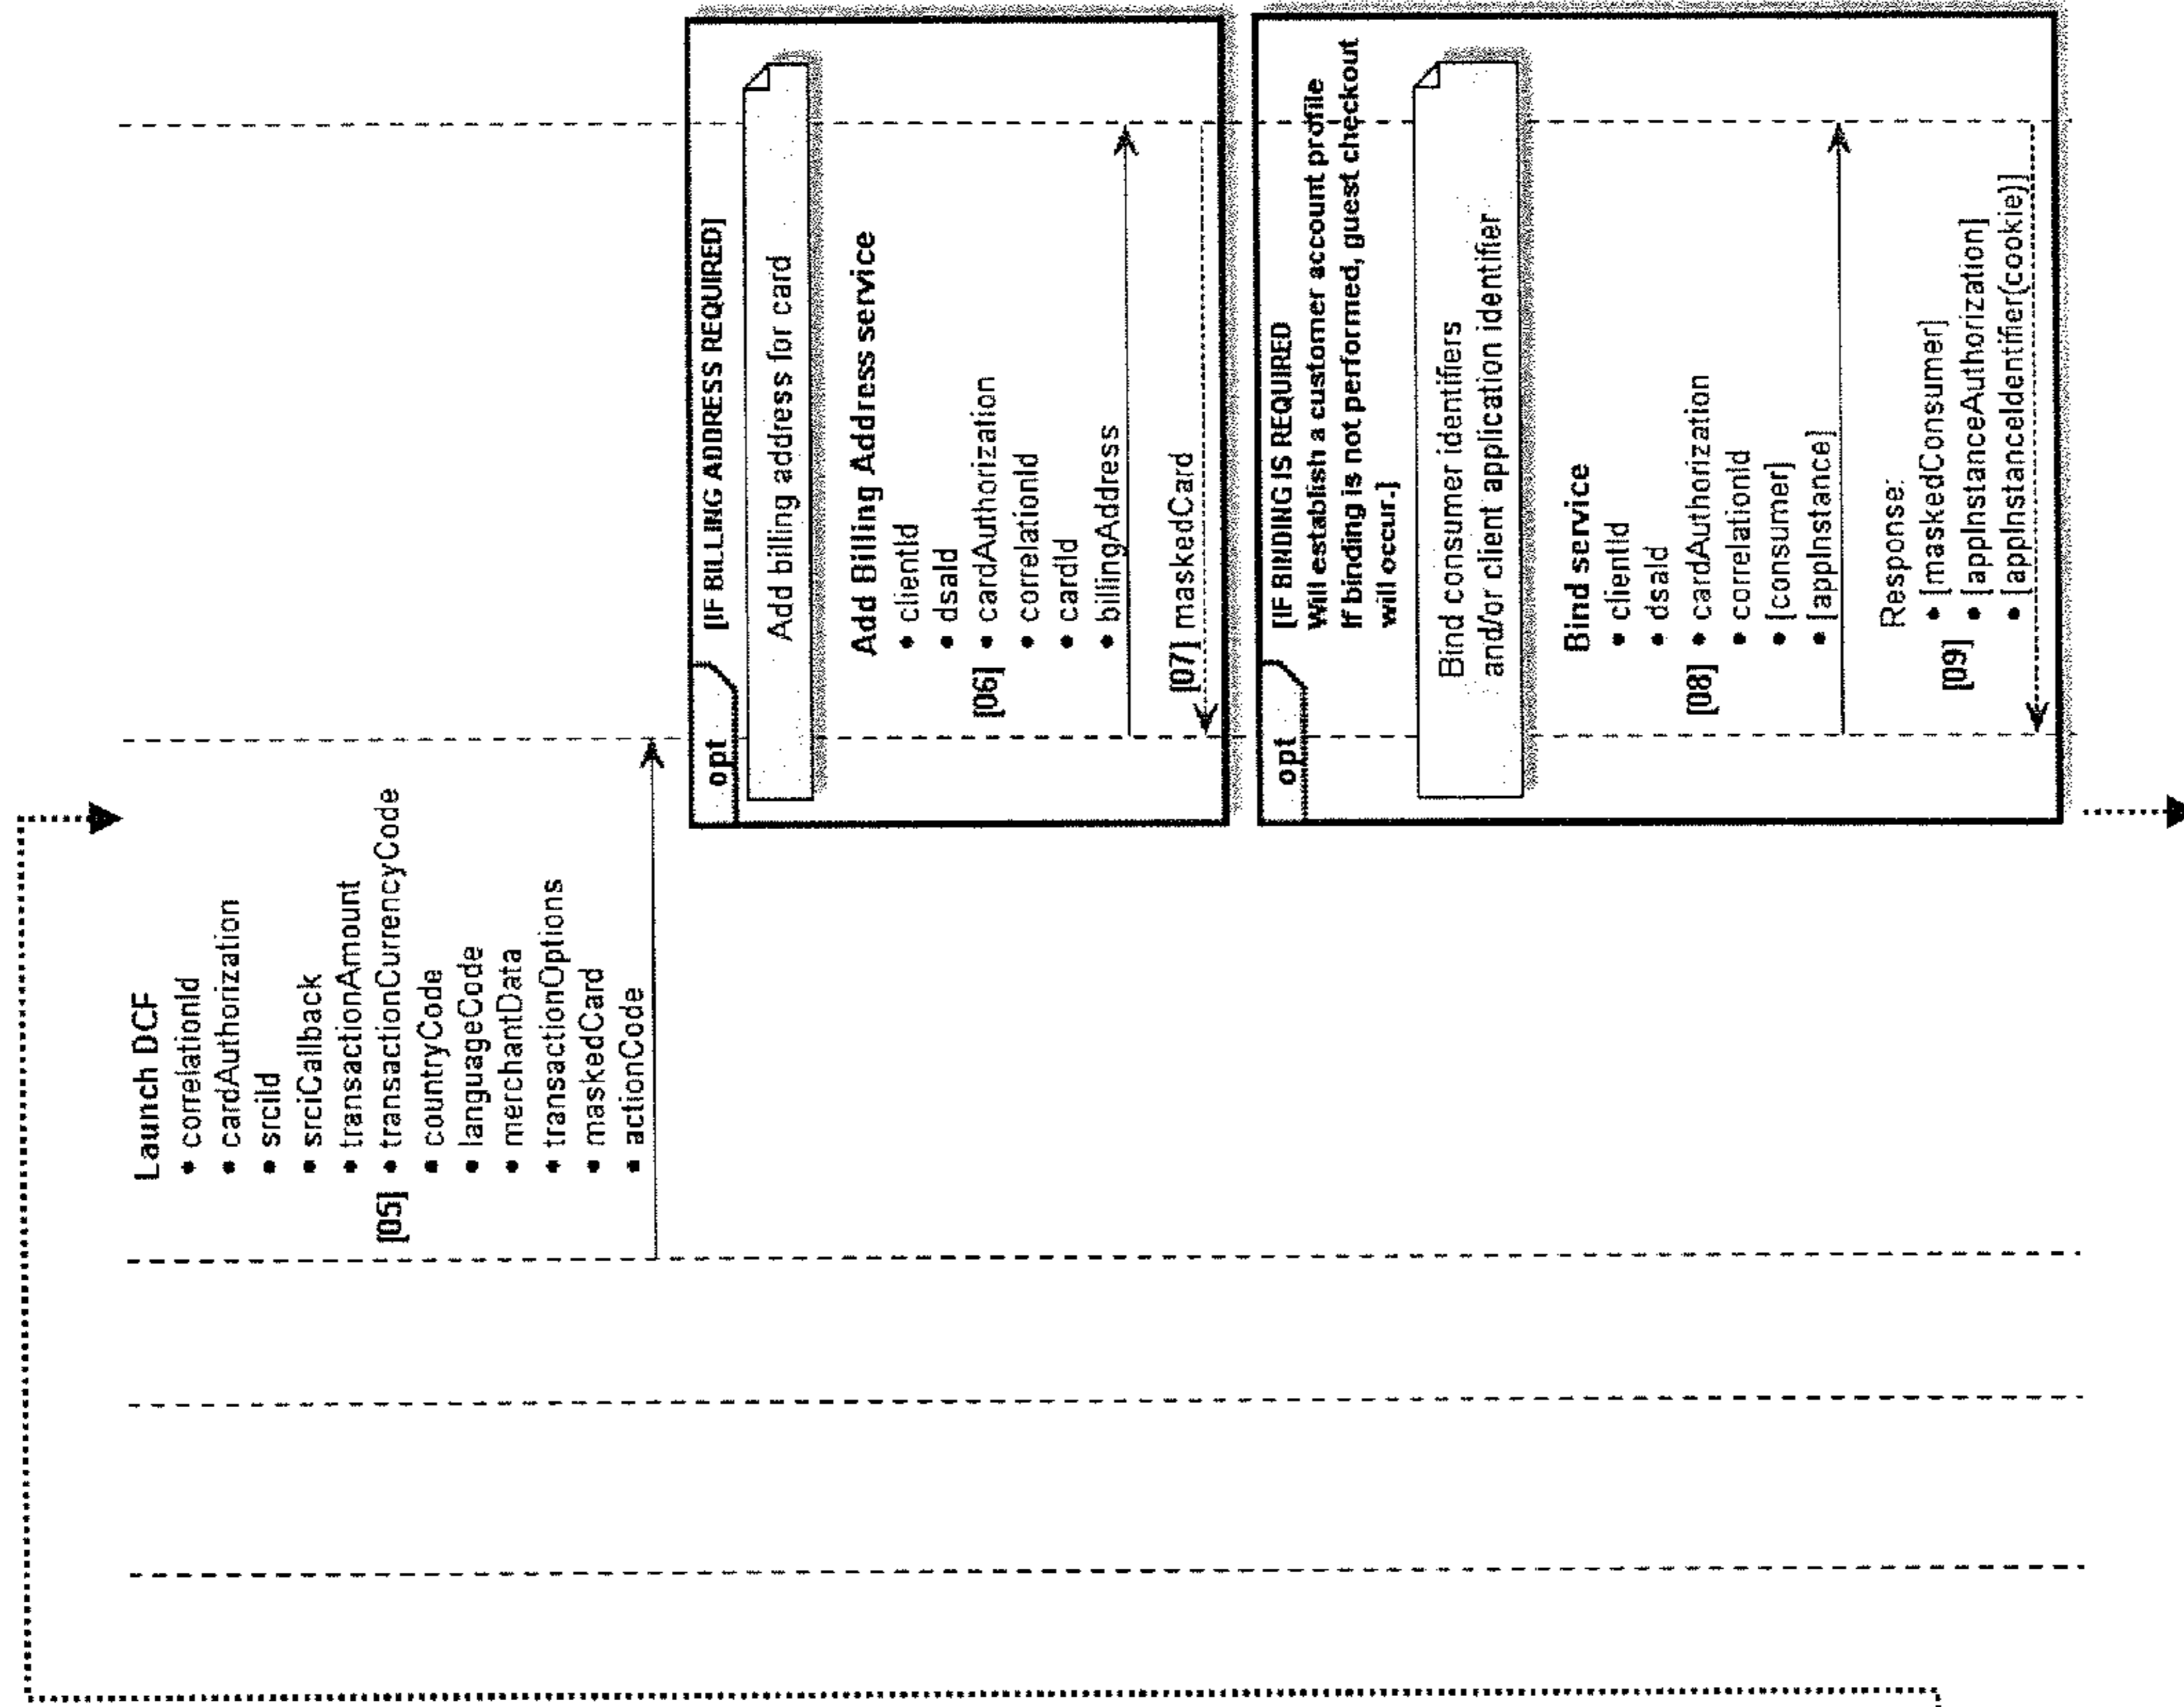 Launch DCF
• correlationId
• cardAuthorization
• srciId
• srciCallback
• transactionAmount
[05] • transactionCurrencyCode
• countryCode
• languageCode
• merchantData
• transactionOptions
• maskedCard
• actionCode
opt [IF BILLING ADDRESS REQUIRED]
Add billing address for card
Add Billing Address service
• clientId
• dsaId
[06] • cardAuthorization
• correlationId
• cardId
• billingAddress
[07] maskedCard
opt [IF BINDING IS REQUIRED
Will establish a customer account profile
If binding is not performed, guest checkout
will occur.]
Bind consumer identifiers
and/or client application identifier
Bind service
• clientId
• dsaId
[08] • cardAuthorization
• correlationId
• [consumer]
• [appInstance]
Response:
• [maskedConsumer]
[09] • [appInstanceAuthorization]
• [appInstanceIdentifier(cookie)]